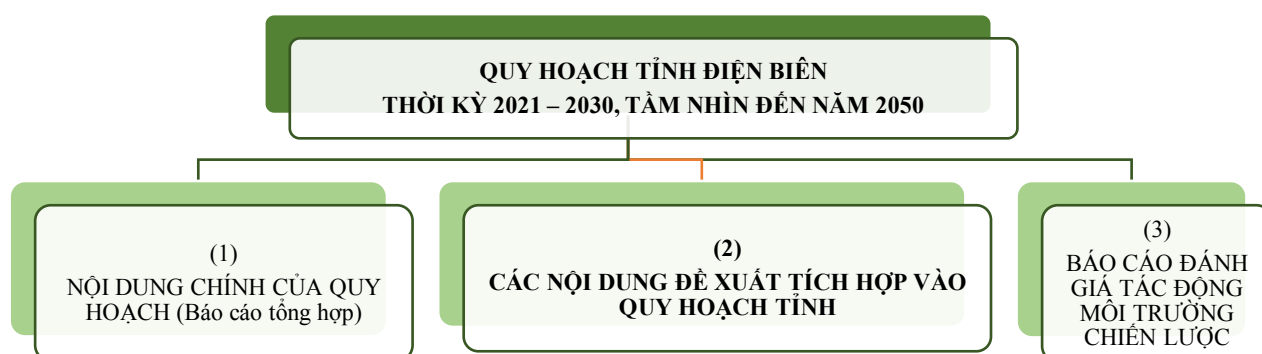 QUY HOẠCH TỈNH ĐIỆN BIÊN
THỜI KỲ 2021 – 2030, TẦM NHÌN ĐẾN NĂM 2050
(1)
NỘI DUNG CHÍNH CỦA QUY
HOẠCH (Báo cáo tổng hợp)
(2)
CÁC NỘI DUNG ĐỀ XUẤT TÍCH HỢP VÀO
QUY HOẠCH TỈNH
(3)
BÁO CÁO ĐÁNH
GIÁ TÁC ĐỘNG
MÔI TRƯỜNG
CHIẾN LƯỢC